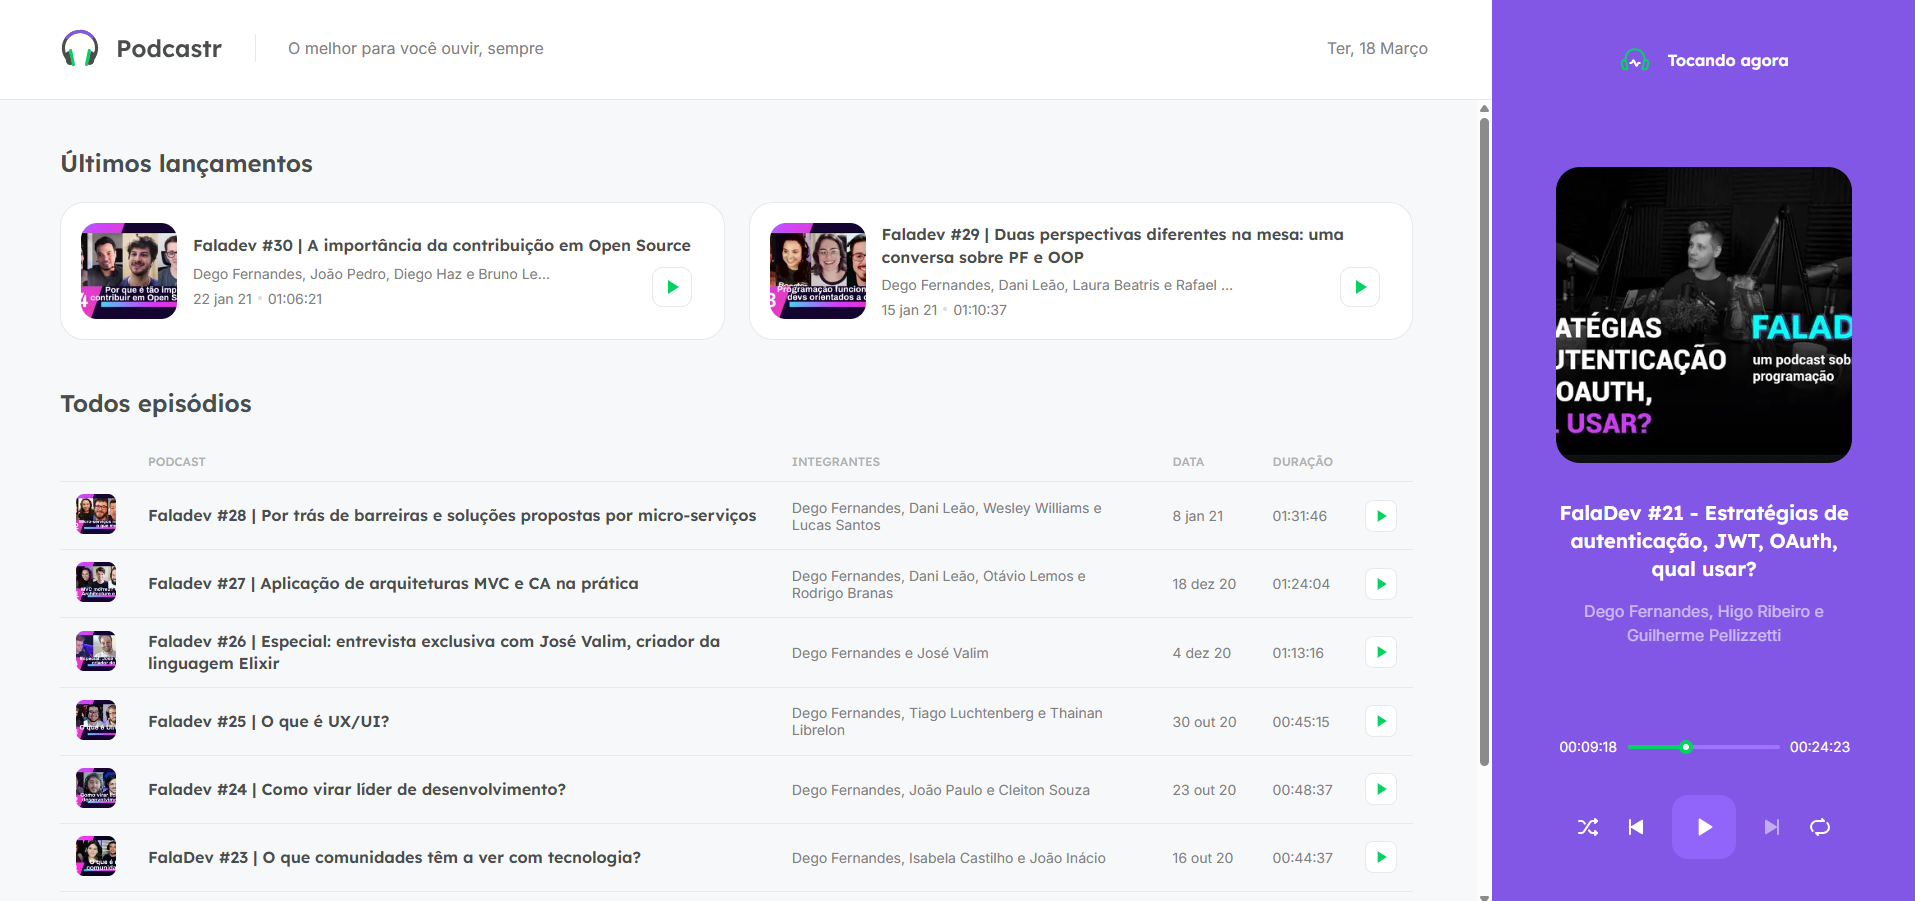 Podcastr
O melhor para você ouvir, sempre
Ter, 18 Março
Últimos lançamentos
Faladev #30 | A importância da contribuição em Open Source
Dego Fernandes, João Pedro, Diego Haz e Bruno Le...
22 jan 21 • 01:06:21
Por que é tão imp
contribuir em Open S
Faladev #29 | Duas perspectivas diferentes na mesa: uma
conversa sobre PF e OOP
Dego Fernandes, Dani Leão, Laura Beatris e Rafael ...
15 jan 21 • 01:10:37
Programação funcion
devs orientados a o
Todos episódios
PODCAST INTEGRANTES DATA DURAÇÃO
Faladev #28 | Por trás de barreiras e soluções propostas por micro-serviços
Dego Fernandes, Dani Leão, Wesley Williams e
Lucas Santos
8 jan 21
01:31:46
Faladev #27 | Aplicação de arquiteturas MVC e CA na prática
Dego Fernandes, Dani Leão, Otávio Lemos e
Rodrigo Branas
18 dez 20
01:24:04
Faladev #26 | Especial: entrevista exclusiva com José Valim, criador da
linguagem Elixir
Dego Fernandes e José Valim
4 dez 20
01:13:16
Faladev #25 | O que é UX/UI?
Dego Fernandes, Tiago Luchtenberg e Thainan
Librelon
30 out 20
00:45:15
Faladev #24 | Como virar líder de desenvolvimento?
Dego Fernandes, João Paulo e Cleiton Souza
23 out 20
00:48:37
FalaDev #23 | O que comunidades têm a ver com tecnologia?
Dego Fernandes, Isabela Castilho e João Inácio
16 out 20
00:44:37
Tocando agora
ATÉGIAS
UTENTICAÇÃO
OAUTH,
USAR?
FALAD
um podcast sob
programação
FalaDev #21 - Estratégias de
autenticação, JWT, OAuth,
qual usar?
Dego Fernandes, Higo Ribeiro e
Guilherme Pellizzetti
00:09:18
00:24:23